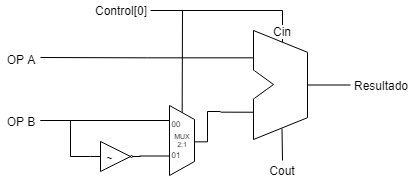 Control[0]
Cin
OP A
Resultado
OP B
00
MUX
2:1
~
01
Cout